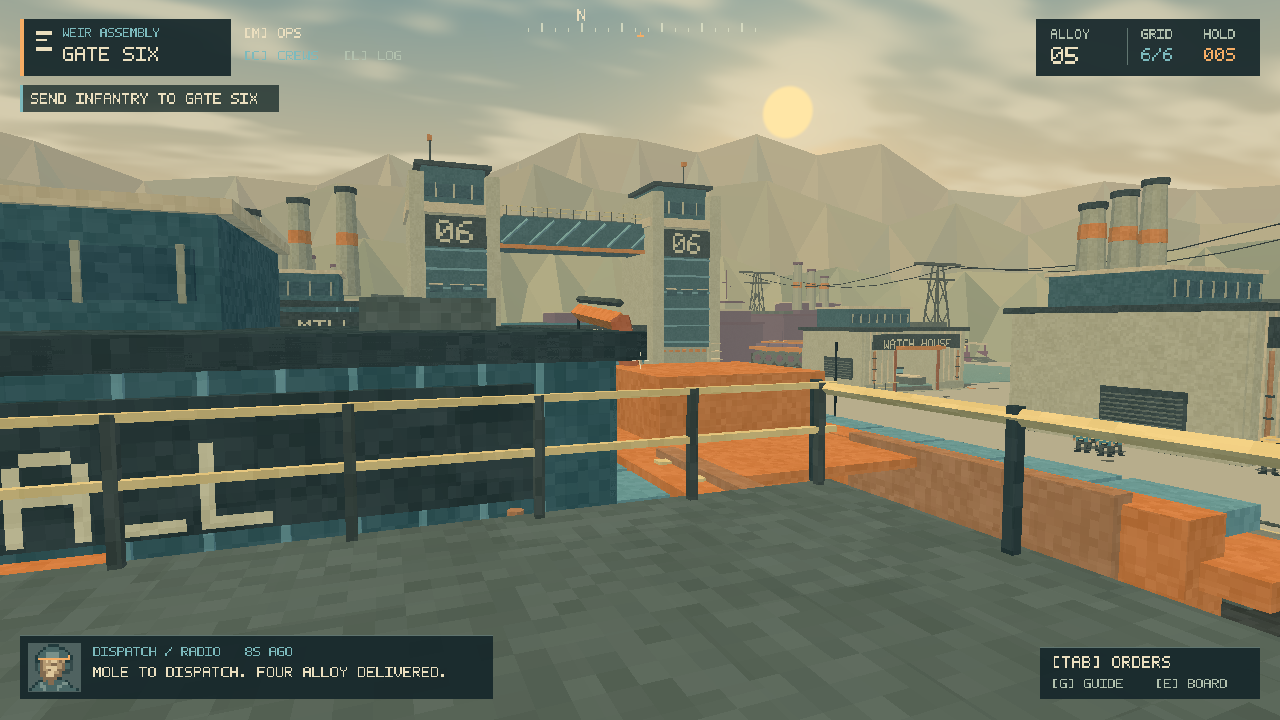 N
WEIR ASSEMBLY
GATE SIX
[M] OPS
[C] CREW [L] LOG
SEND INFANTRY TO GATE SIX
ALLOY GRID HOLD
05 6/6 005
06
06
WATCH HOUSE
DISPATCH / RADIO 8S AGO
MOLE TO DISPATCH. FOUR ALLOY DELIVERED.
[TAB] ORDERS
[G] GUIDE [E] BOARD